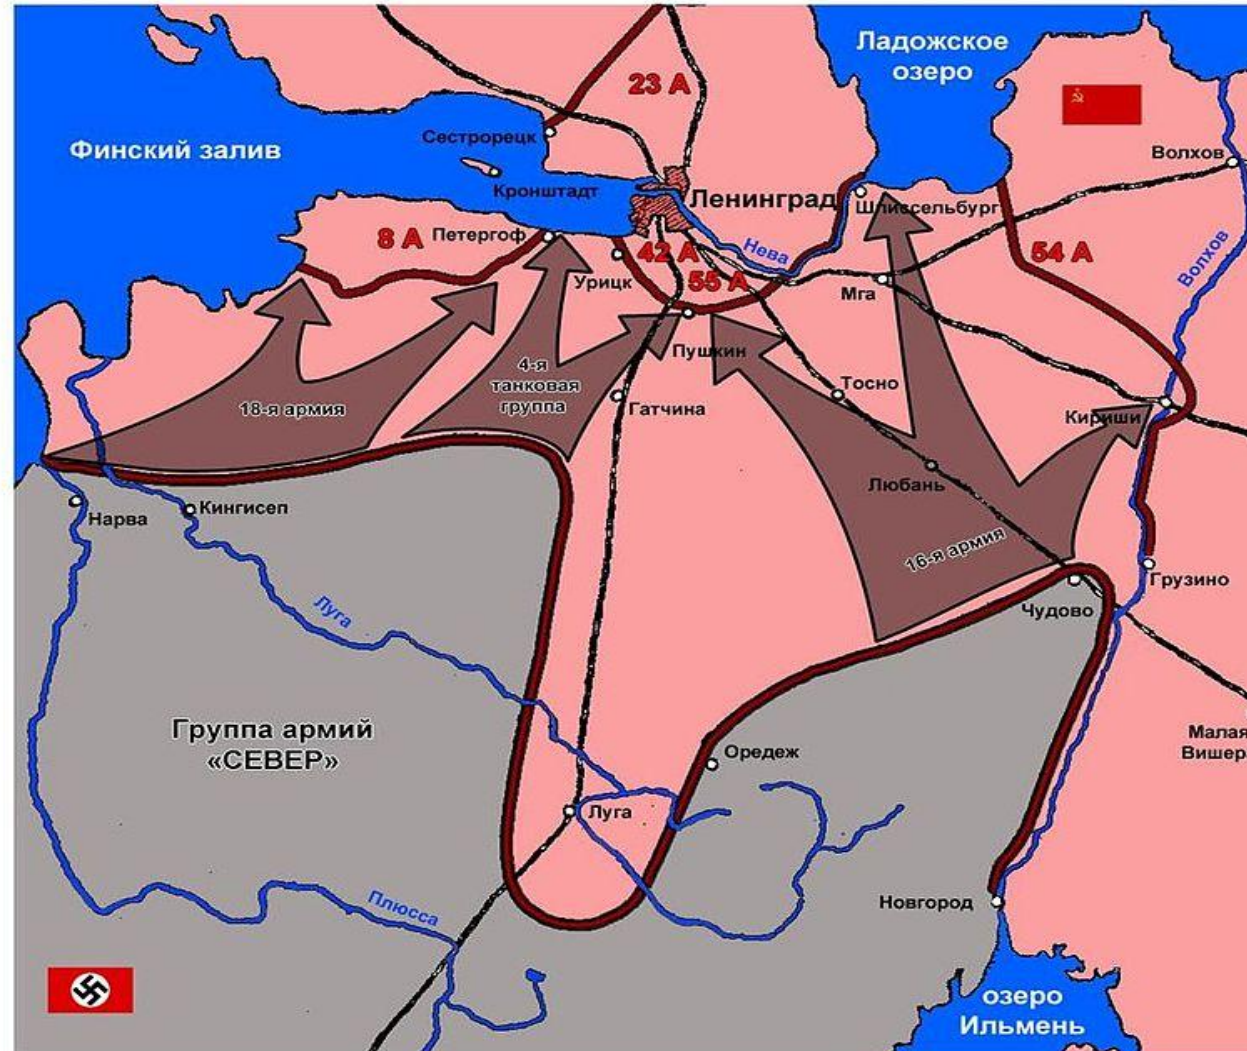 Ладожское
озеро
23 А
Сестрорецк
Финский залив
Волхов
Кронштадт
Ленинград
Шлиссельбург
8 А
Петергоф
42 А
Нева
54 А
Волхов
Урицк
55 А
Мга
Пушкин
4-я
танковая
группа
Тосно
18-я армия
Гатчина
Кириши
Любань
Нарва
Кингисеп
16-я армия
Грузино
Луга
Чудово
Группа армий
«СЕВЕР»
Оредеж
Малая
Вишер
Луга
Плюсса
Новгород
озеро
Ильмень